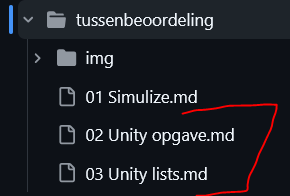 tussenbeoordeling
img
01 Simulize.md
02 Unity opgave.md
03 Unity lists.md